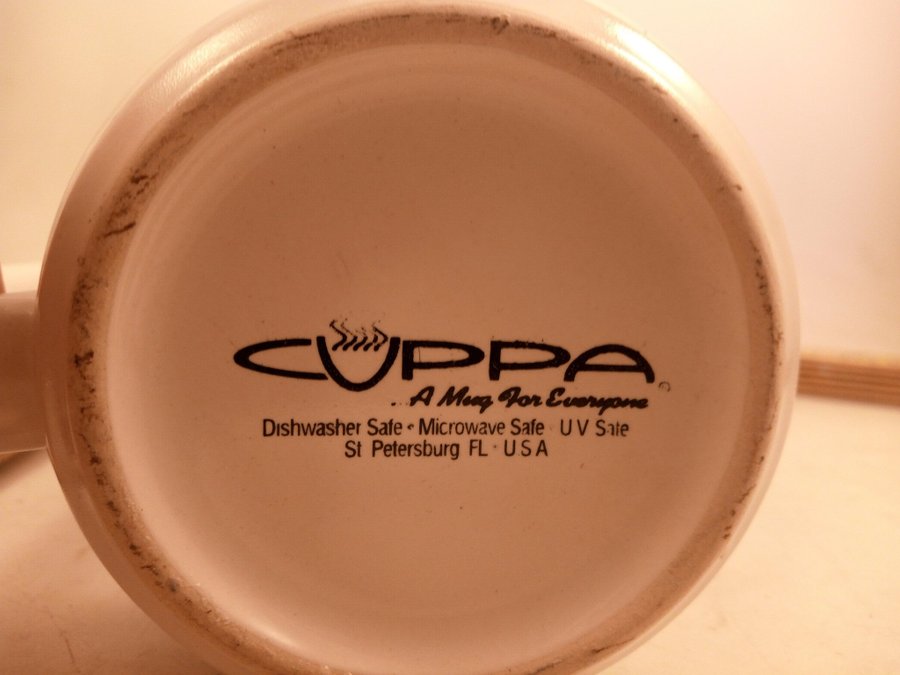 CUPPA
...A Mug For Everyone
Dishwasher Safe • Microwave Safe • UV Safe
St Petersburg FL • USA